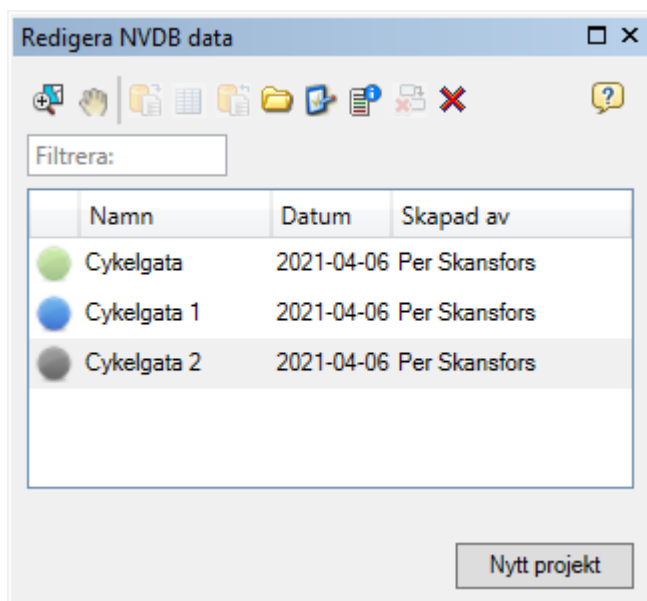 Redigera NVDB data
Filtrera:
Namn Datum Skapad av
Cykelgata 2021-04-06 Per Skansfors
Cykelgata 1 2021-04-06 Per Skansfors
Cykelgata 2 2021-04-06 Per Skansfors
Nytt projekt